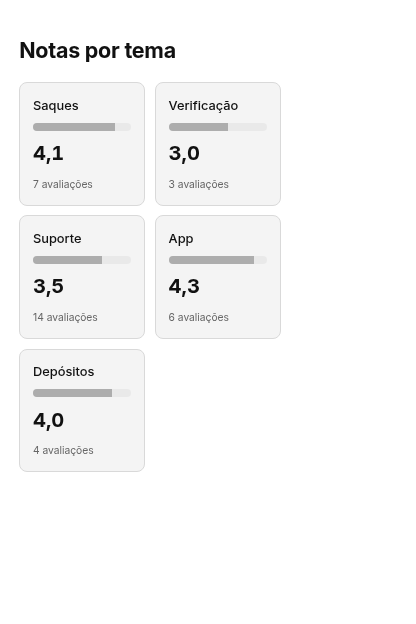 Notas por tema
Saques
4,1
7 avaliações
Verificação
3,0
3 avaliações
Suporte
3,5
14 avaliações
App
4,3
6 avaliações
Depósitos
4,0
4 avaliações